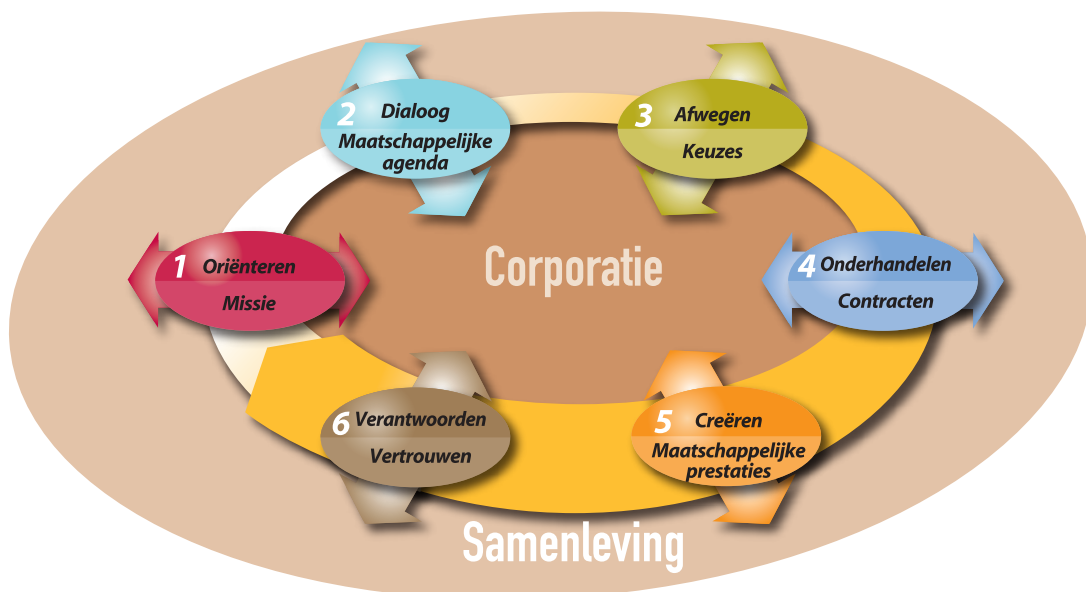 2 Dialoog
Maatschappelijke
agenda
3 Afwegen
Keuzes
1 Oriënteren
Missie
Corporatie
4 Onderhandelen
Contracten
6 Verantwoorden
Vertrouwen
5 Creëren
Maatschappelijke
prestaties
Samenleving